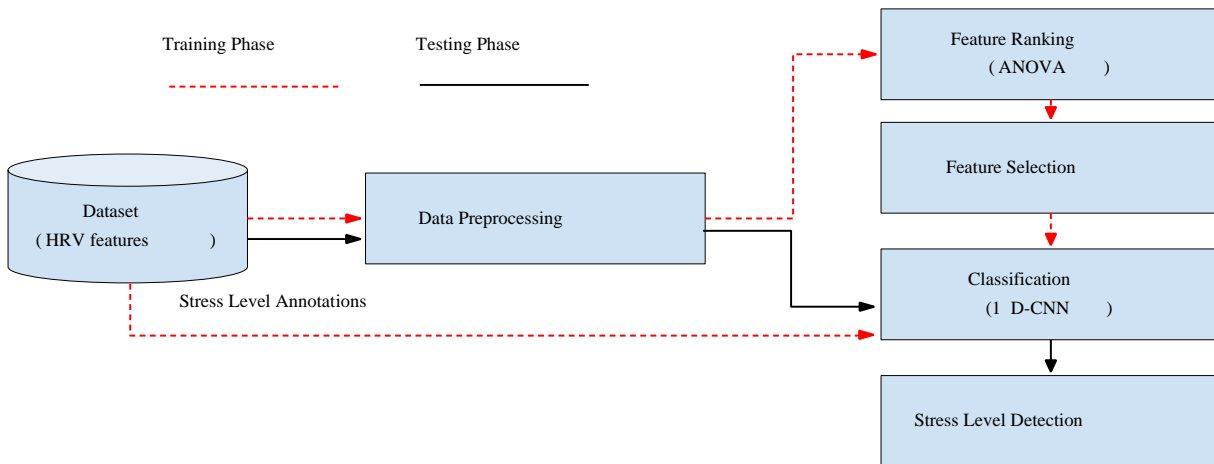 Training Phase
Testing Phase
Feature Ranking
( ANOVA )
Feature Selection
Dataset
( HRV features )
Data Preprocessing
Classification
(1 D-CNN )
Stress Level Annotations
Stress Level Detection